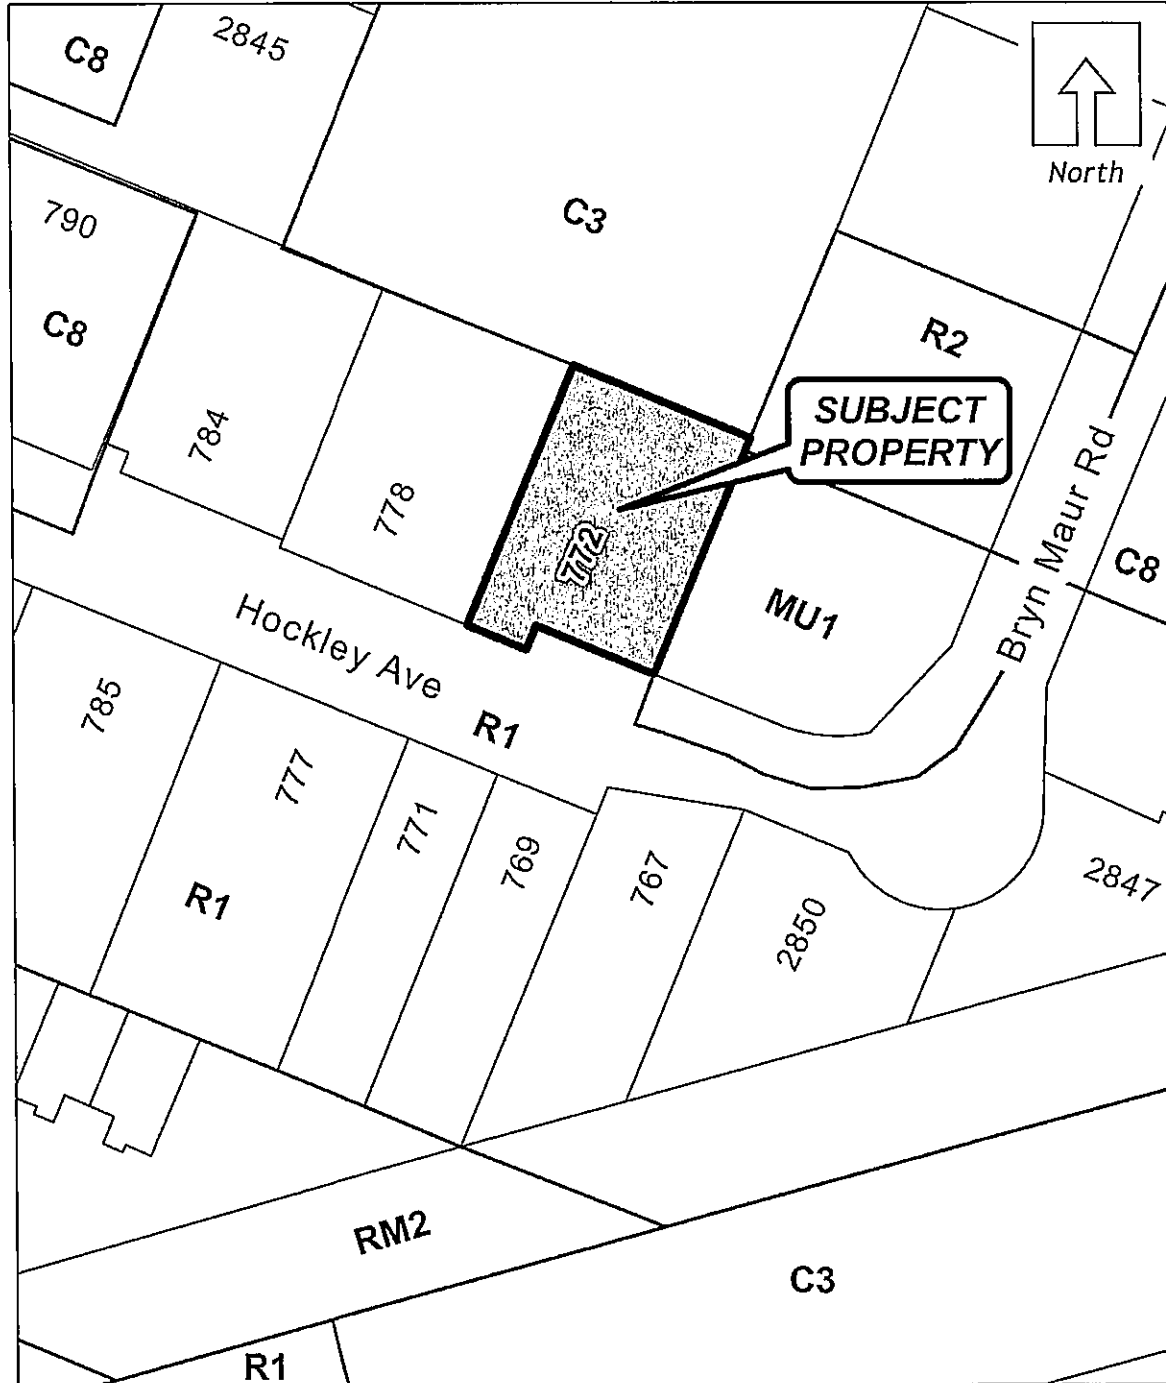 C8
2845
North
790
C3
C8
R2
SUBJECT
PROPERTY
784
778
772
Bryn Maur Rd
C8
MU1
Hockley Ave
R1
785
777
771
769
767
2850
2847
R1
RM2
C3
R1